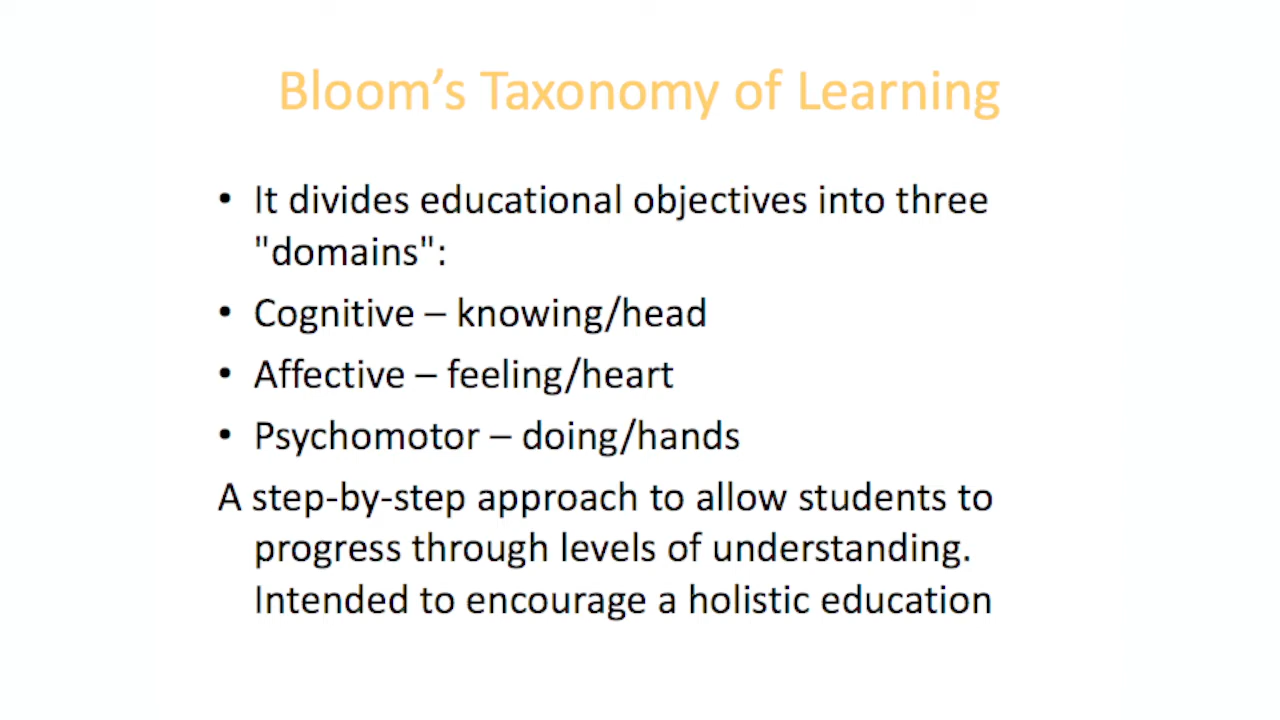 Bloom’s Taxonomy of Learning
• It divides educational objectives into three
"domains":
• Cognitive – knowing/head
• Affective – feeling/heart
• Psychomotor – doing/hands
A step-by-step approach to allow students to
progress through levels of understanding.
Intended to encourage a holistic education